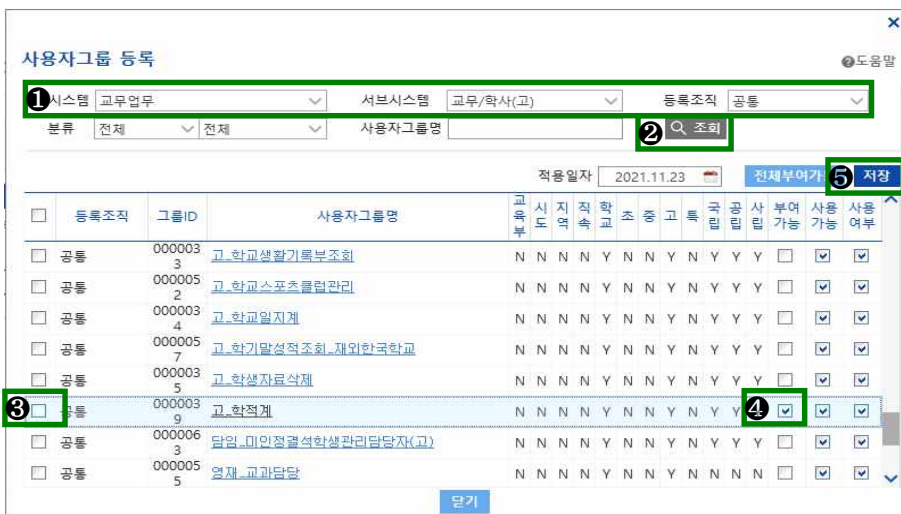 사용자그룹 등록
도움말
❶ 시스템 교무업무 서브시스템 교무/학사(고) 등록조직 공통
분류 전체 전체 사용자그룹명 ❷ 조회
적용일자 2021.11.23 전체부여가 ❺ 저장
등록조직 그룹ID 사용자그룹명 교육부 시도 지역 직속 학교 초 중 고 특 국립 공립 사립 부여가능 사용가능 사용여부
공통 0000033 고_학교생활기록부조회 N N N N Y N N Y N Y Y Y
공통 0000052 고_학교스포츠클럽관리 N N N N Y N N Y N Y Y Y
공통 0000034 고_학교일지계 N N N N Y N N Y N Y Y Y
공통 0000057 고_학기말성적조회_재외한국학교 N N N N Y N N Y N Y Y Y
공통 0000035 고_학생자료삭제 N N N N Y N N Y N Y Y Y
❸ 공통 0000039 고_학적계 N N N N Y N N Y N Y Y ❹
공통 0000063 담임_미인정결석학생관리담당자(고) N N N N Y N N Y N Y Y Y
공통 0000055 영재_교과담당 N N N N Y N N Y N N N N
닫기